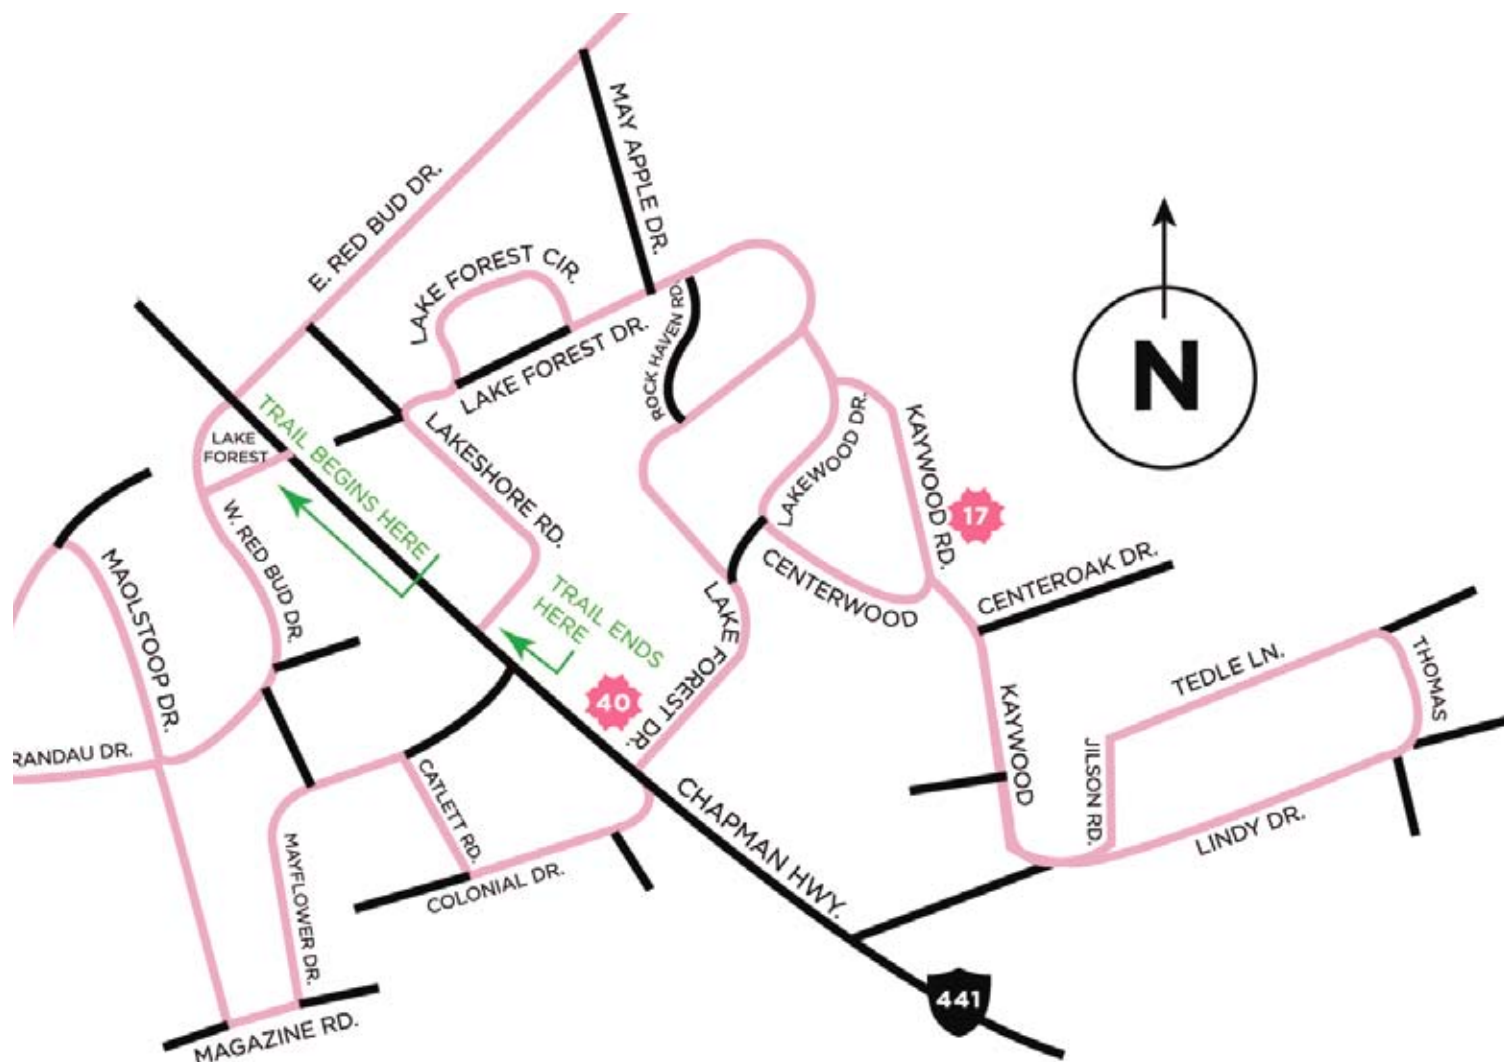 MAY APPLE DR.
E. RED BUD DR.
LAKE FOREST CIR.
LAKE FOREST DR.
ROCK HAVEN RD.
N
TRAIL BEGINS HERE
LAKE
FOREST
LAKESHORE RD.
LAKEWOOD DR.
KAYWOOD RD.
17
W. RED BUD DR.
MAOLSTOOP DR.
CENTERWOOD
CENTEROAK DR.
TRAIL ENDS
HERE
LAKE FOREST DR.
40
THOMAS
TEDLE LN.
KAYWOOD
JILSON RD.
LINDY DR.
RANDAU DR.
CATLETT RD.
CHAPMAN HWY.
MAYFLOWER DR.
COLONIAL DR.
441
MAGAZINE RD.